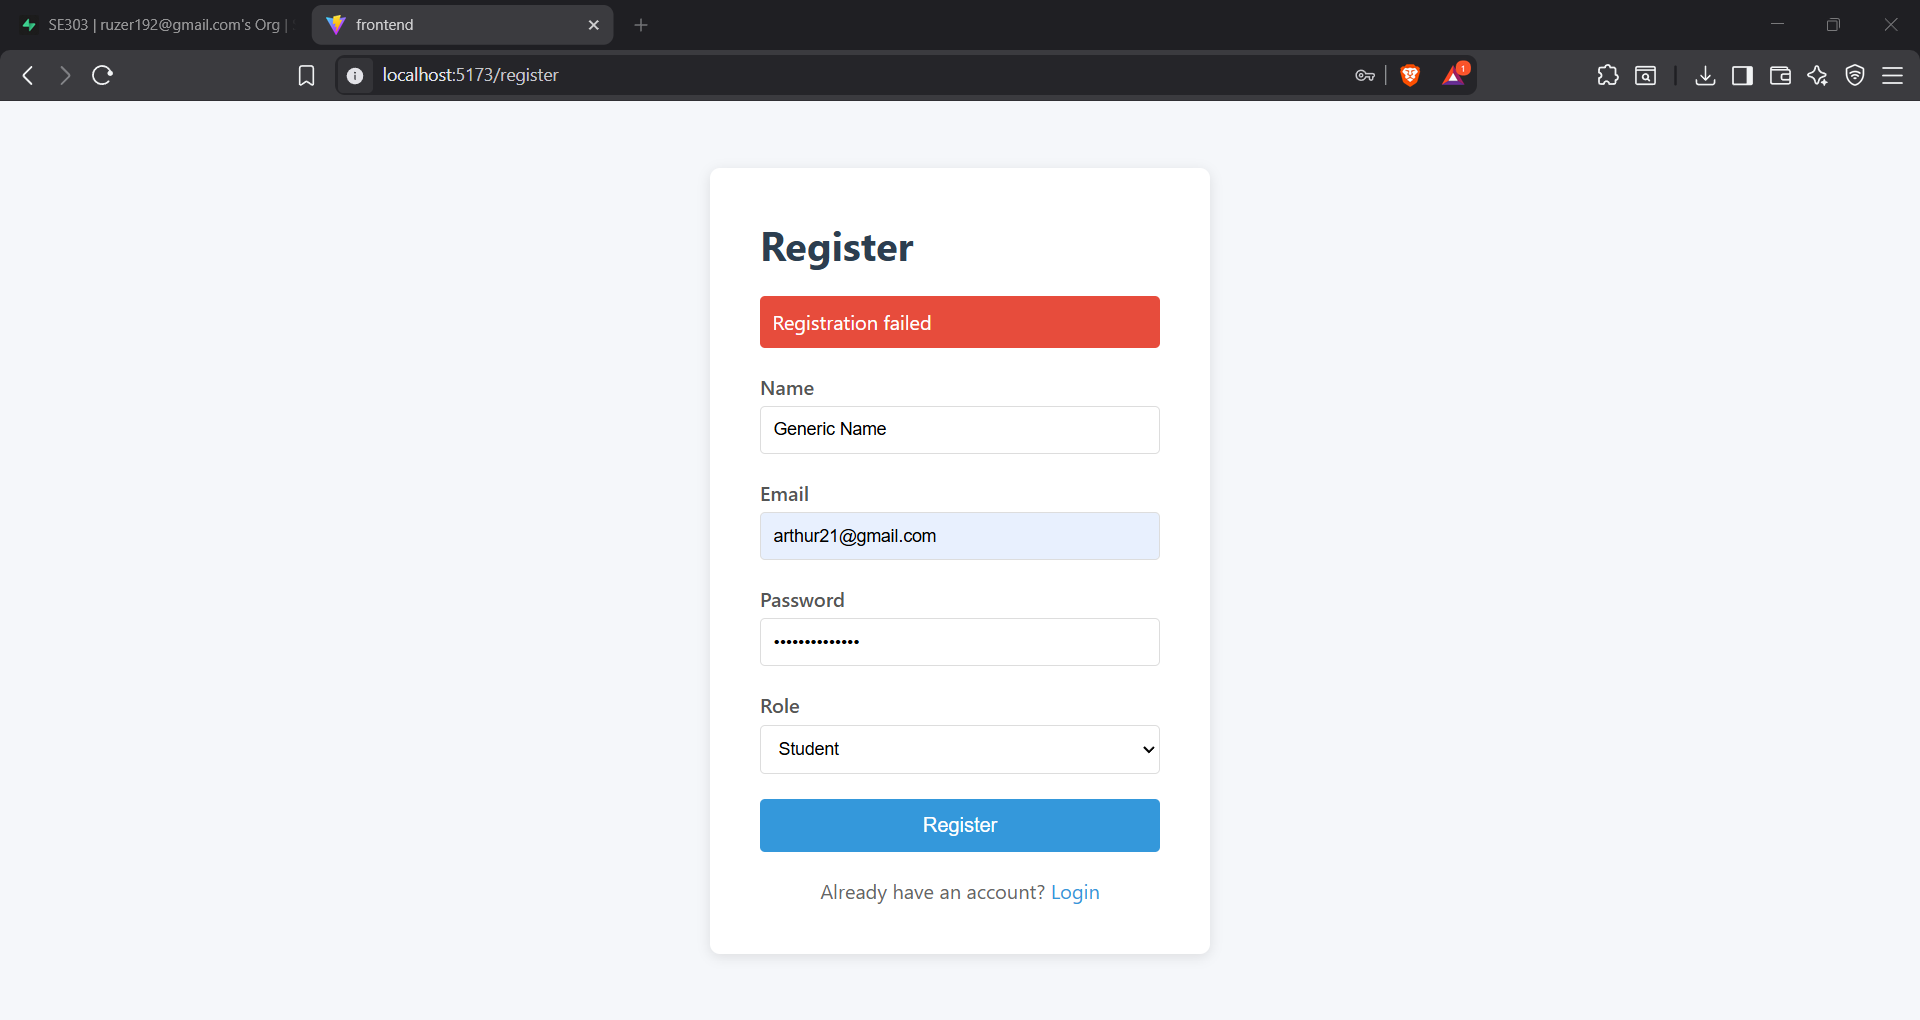 SE303 | ruzer192@gmail.com's Org |
frontend
localhost:5173/register
1
Register
Registration failed
Name
Generic Name
Email
arthur21@gmail.com
Password
••••••••••••••
Role
Student
Register
Already have an account? Login